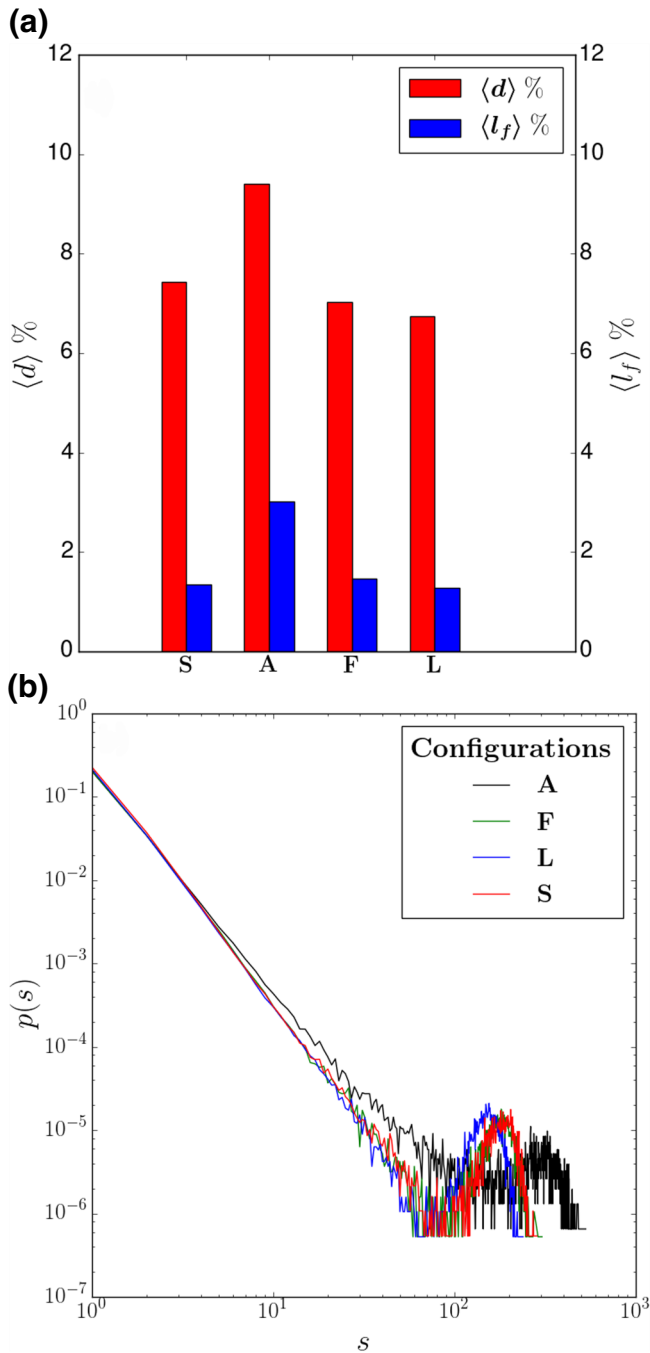 (a)
12 12
⟨d⟩ %
⟨l_f⟩ %
10 10
8 8
⟨d⟩ %
⟨l_f⟩ %
6 6
4 4
2 2
0 0
S A F L
(b)
10^0
Configurations
A
F
L
S
10^-1
10^-2
10^-3
p(s)
10^-4
10^-5
10^-6
10^-7
10^0 10^1 10^2 10^3
s